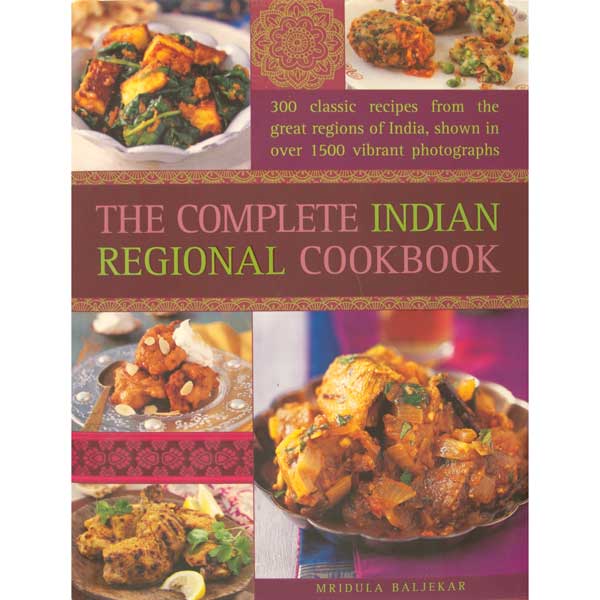 300 classic recipes from the
great regions of India, shown in
over 1500 vibrant photographs
THE COMPLETE INDIAN
REGIONAL COOKBOOK
MRIDULA BALJEKAR